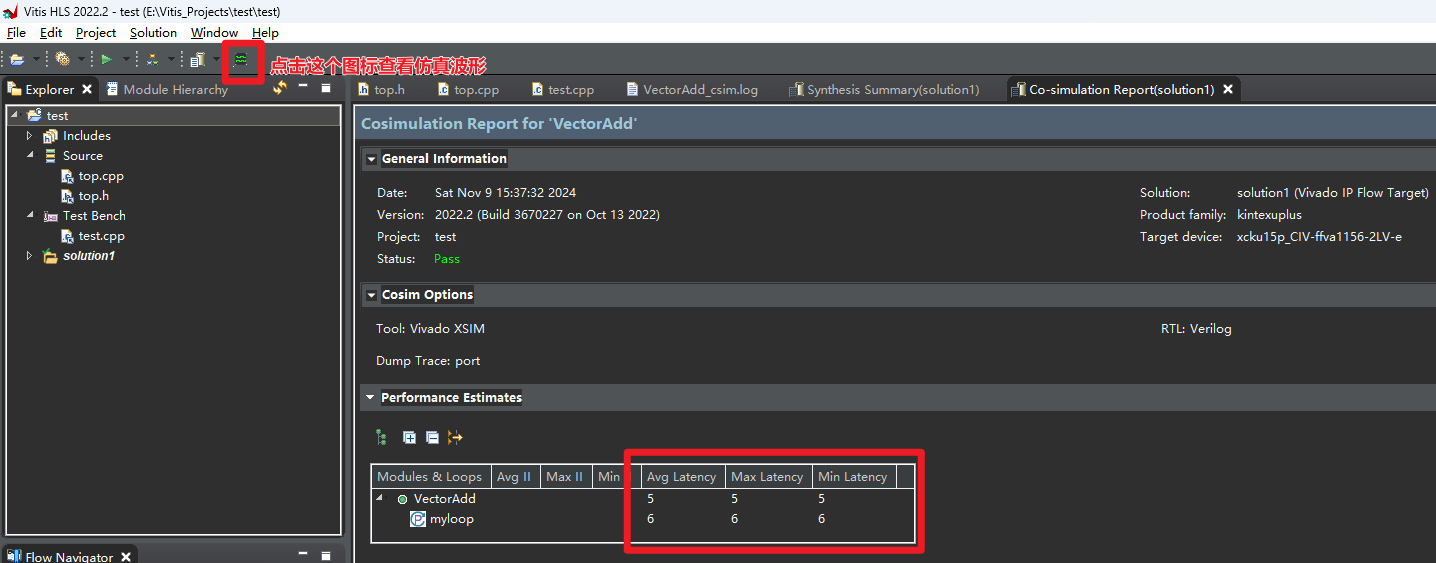 Vitis HLS 2022.2 - test (E:\Vitis_Projects\test\test)
File Edit Project Solution Window Help
点击这个图标查看仿真波形
Explorer Module Hierarchy
top.h top.cpp test.cpp VectorAdd_csim.log Synthesis Summary(solution1) Co-simulation Report(solution1)
test
Includes
Source
top.cpp
top.h
Test Bench
test.cpp
solution1
Flow Navigator
Cosimulation Report for 'VectorAdd'
General Information
Date: Sat Nov 9 15:37:32 2024 Solution: solution1 (Vivado IP Flow Target)
Version: 2022.2 (Build 3670227 on Oct 13 2022) Product family: kintexuplus
Project: test Target device: xcku15p_CIV-ffva1156-2LV-e
Status: Pass
Cosim Options
Tool: Vivado XSIM RTL: Verilog
Dump Trace: port
Performance Estimates
Modules & Loops Avg II Max II Min Avg Latency Max Latency Min Latency
VectorAdd 5 5 5
myloop 6 6 6